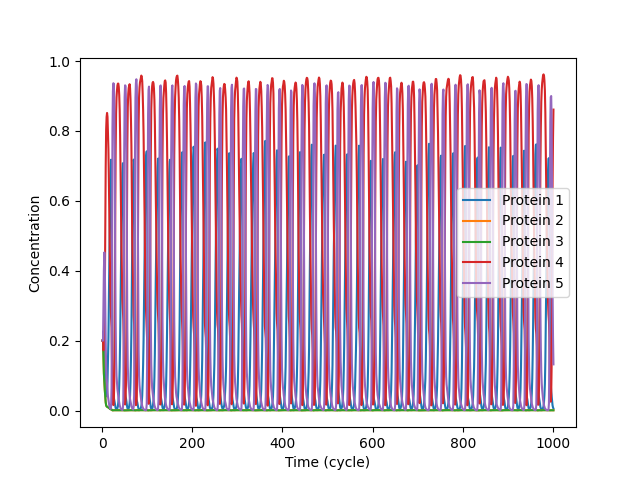 1.0
0.8
0.6
0.4
0.2
0.0
Concentration
Protein 1
Protein 2
Protein 3
Protein 4
Protein 5
0 200 400 600 800 1000
Time (cycle)